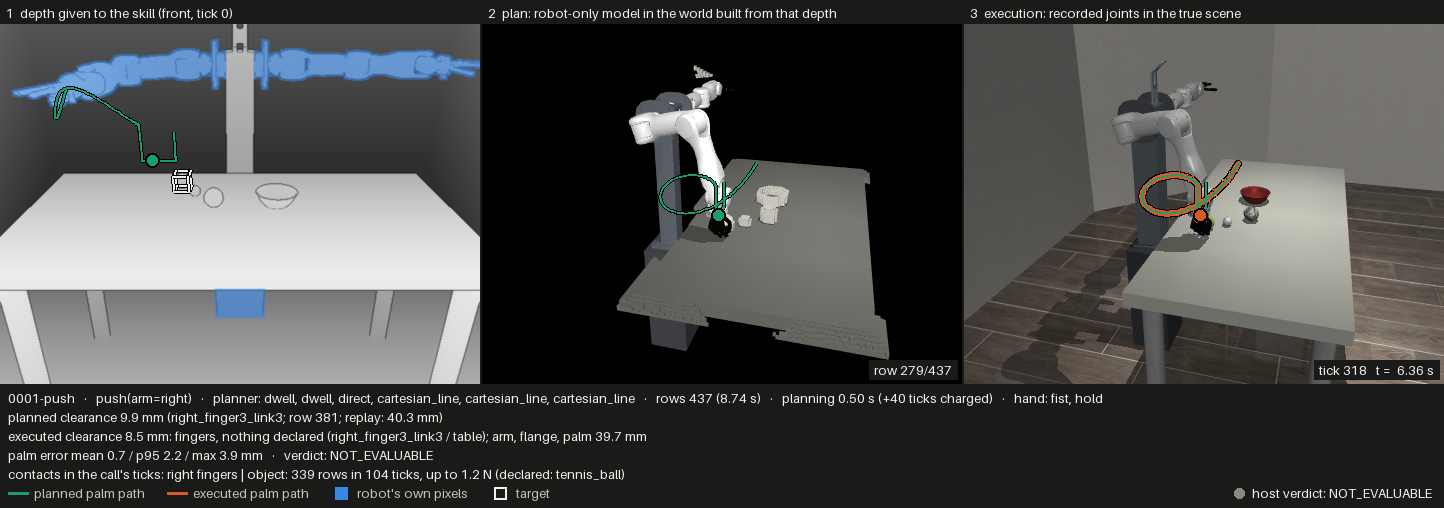 1 depth given to the skill (front, tick 0)
2 plan: robot-only model in the world built from that depth
3 execution: recorded joints in the true scene
row 279/437
tick 318 t = 6.36 s
0001-push · push(arm=right) · planner: dwell, dwell, direct, cartesian_line, cartesian_line, cartesian_line · rows 437 (8.74 s) · planning 0.50 s (+40 ticks charged) · hand: fist, hold
planned clearance 9.9 mm (right_finger3_link3; row 381; replay: 40.3 mm)
executed clearance 8.5 mm: fingers, nothing declared (right_finger3_link3 / table); arm, flange, palm 39.7 mm
palm error mean 0.7 / p95 2.2 / max 3.9 mm · verdict: NOT_EVALUABLE
contacts in the call's ticks: right fingers | object: 339 rows in 104 ticks, up to 1.2 N (declared: tennis_ball)
planned palm path executed palm path robot's own pixels target host verdict: NOT_EVALUABLE